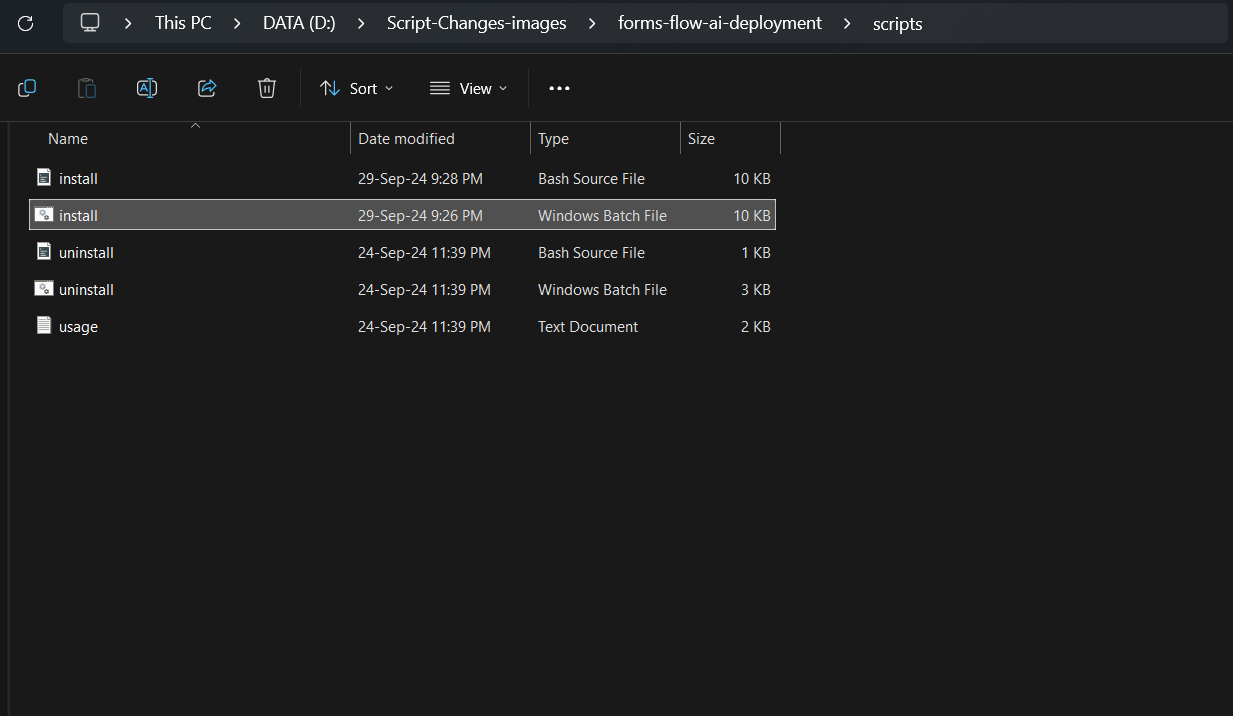 This PC > DATA (D:) > Script-Changes-images > forms-flow-ai-deployment > scripts
Sort View
Name Date modified Type Size
install 29-Sep-24 9:28 PM Bash Source File 10 KB
install 29-Sep-24 9:26 PM Windows Batch File 10 KB
uninstall 24-Sep-24 11:39 PM Bash Source File 1 KB
uninstall 24-Sep-24 11:39 PM Windows Batch File 3 KB
usage 24-Sep-24 11:39 PM Text Document 2 KB